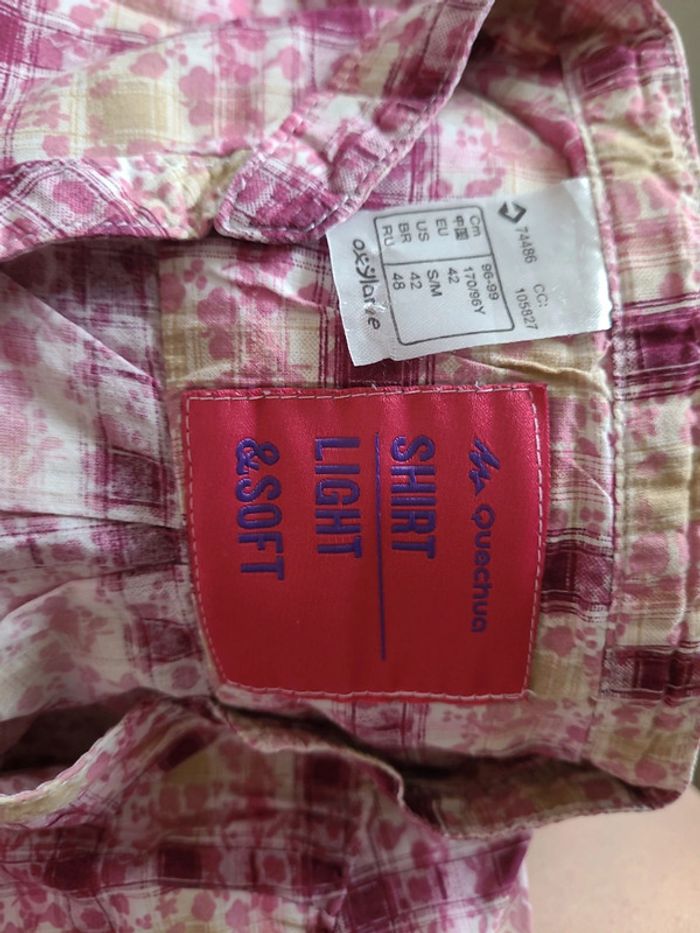 74486 CC: 105827
Cm 96-99
中国 170/96Y
EU 42
US S/M
BR 42
RU 48
oxylane
Quechua
SHIRT
LIGHT
&SOFT